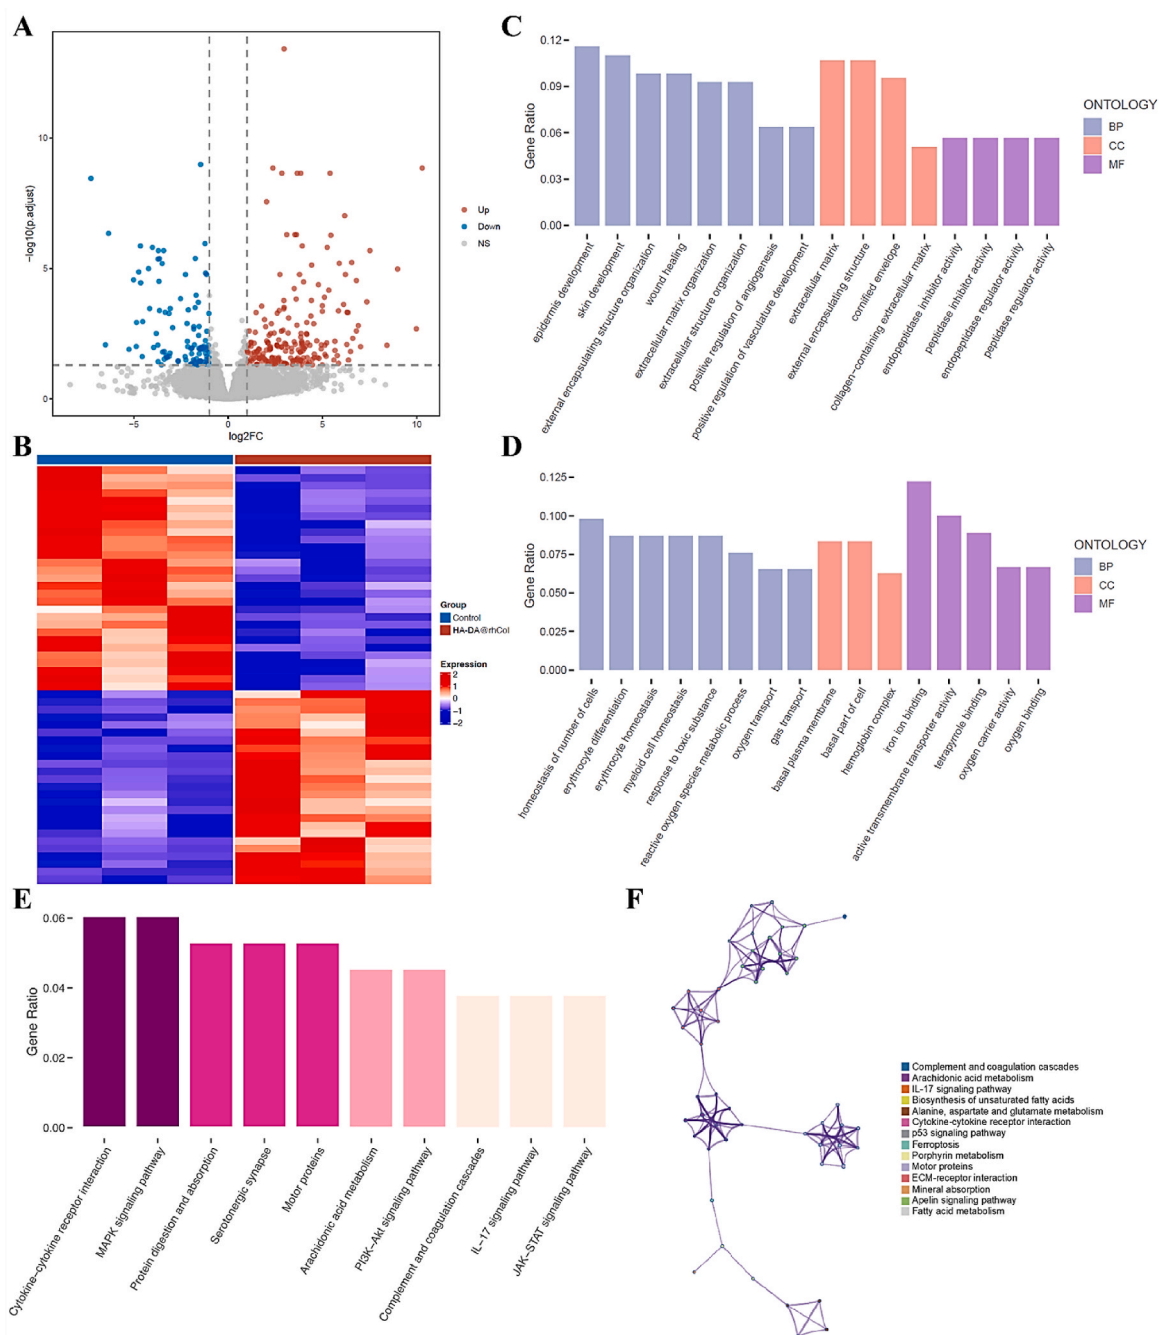 A
−log10(p.adjust)
10
5
0
−5
0
5
10
log2FC
Up
Down
NS
B
Group
Control
HA-DA@rhCol
Expression
2
1
0
−1
−2
C
Gene Ratio
0.12
0.09
0.06
0.03
0.00
epidermis development
skin development
external encapsulating structure organization
wound healing
extracellular matrix organization
extracellular structure organization
positive regulation of angiogenesis
positive regulation of vasculature development
extracellular matrix
external encapsulating structure
cornified envelope
collagen−containing extracellular matrix
endopeptidase inhibitor activity
peptidase inhibitor activity
endopeptidase regulator activity
peptidase regulator activity
ONTOLOGY
BP
CC
MF
D
Gene Ratio
0.125
0.100
0.075
0.050
0.025
0.000
homeostasis of number of cells
erythrocyte differentiation
erythrocyte homeostasis
myeloid cell homeostasis
response to toxic substance
reactive oxygen species metabolic process
oxygen transport
gas transport
basal plasma membrane
basal part of cell
hemoglobin complex
iron ion binding
active transmembrane transporter activity
tetrapyrrole binding
oxygen carrier activity
oxygen binding
ONTOLOGY
BP
CC
MF
E
Gene Ratio
0.06
0.04
0.02
0.00
Cytokine−cytokine receptor interaction
MAPK signaling pathway
Protein digestion and absorption
Serotonergic synapse
Motor proteins
Arachidonic acid metabolism
PI3K−Akt signaling pathway
Complement and coagulation cascades
IL−17 signaling pathway
JAK−STAT signaling pathway
F
Complement and coagulation cascades
Arachidonic acid metabolism
IL-17 signaling pathway
Biosynthesis of unsaturated fatty acids
Alanine, aspartate and glutamate metabolism
Cytokine-cytokine receptor interaction
p53 signaling pathway
Ferroptosis
Porphyrin metabolism
Motor proteins
ECM-receptor interaction
Mineral absorption
Apelin signaling pathway
Fatty acid metabolism